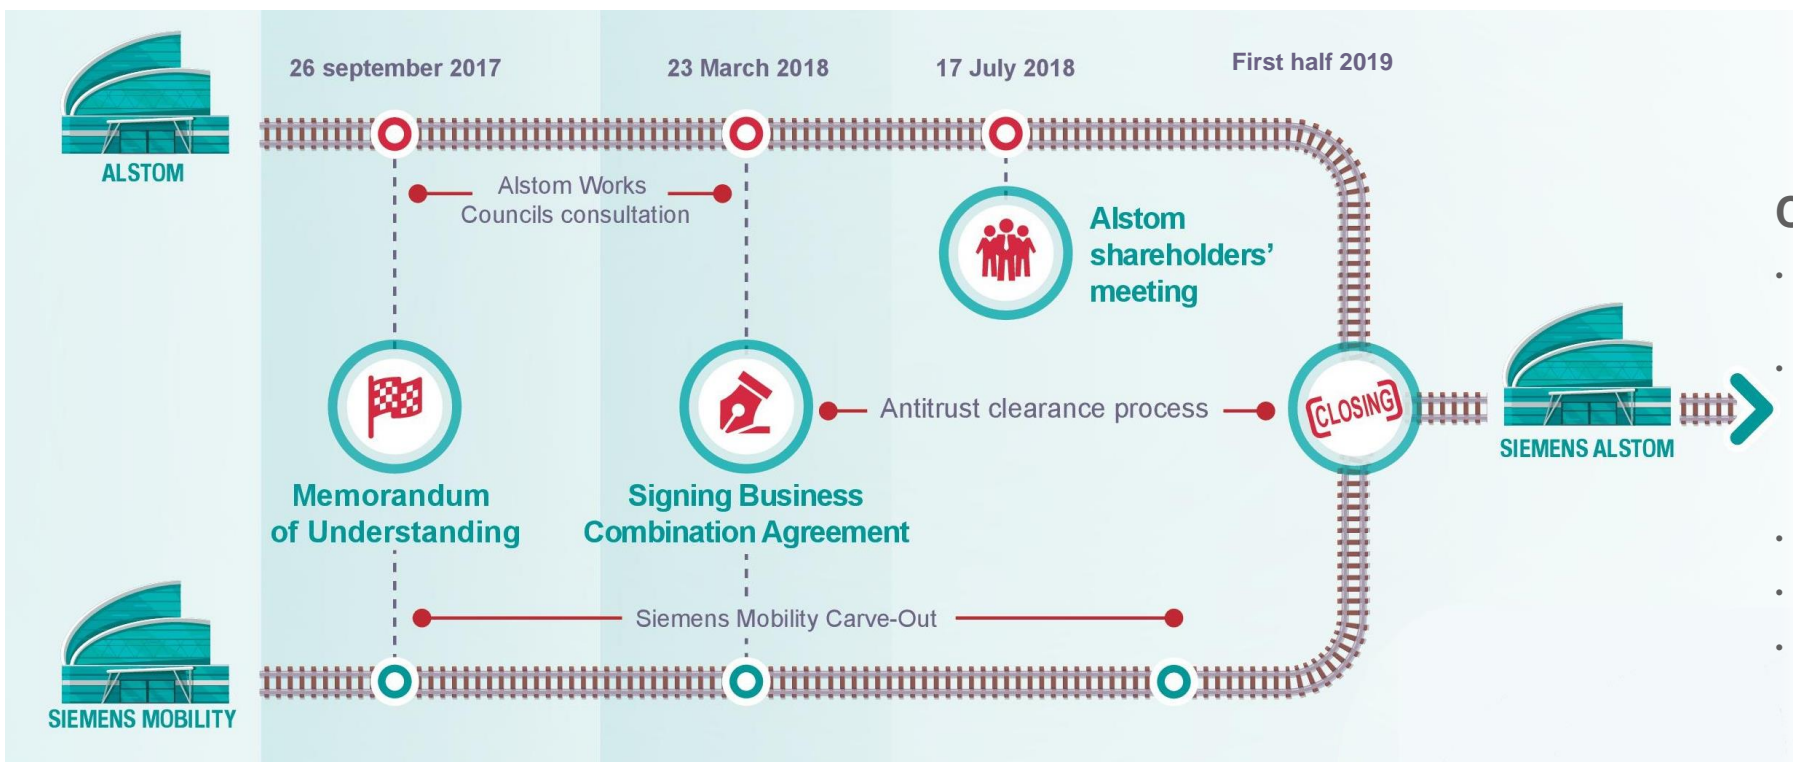 26 september 2017
23 March 2018
17 July 2018
First half 2019
ALSTOM
Alstom Works
Councils consultation
Alstom
shareholders’
meeting
CLOSING
Antitrust clearance process
SIEMENS ALSTOM
Memorandum
of Understanding
Signing Business
Combination Agreement
Siemens Mobility Carve-Out
SIEMENS MOBILITY